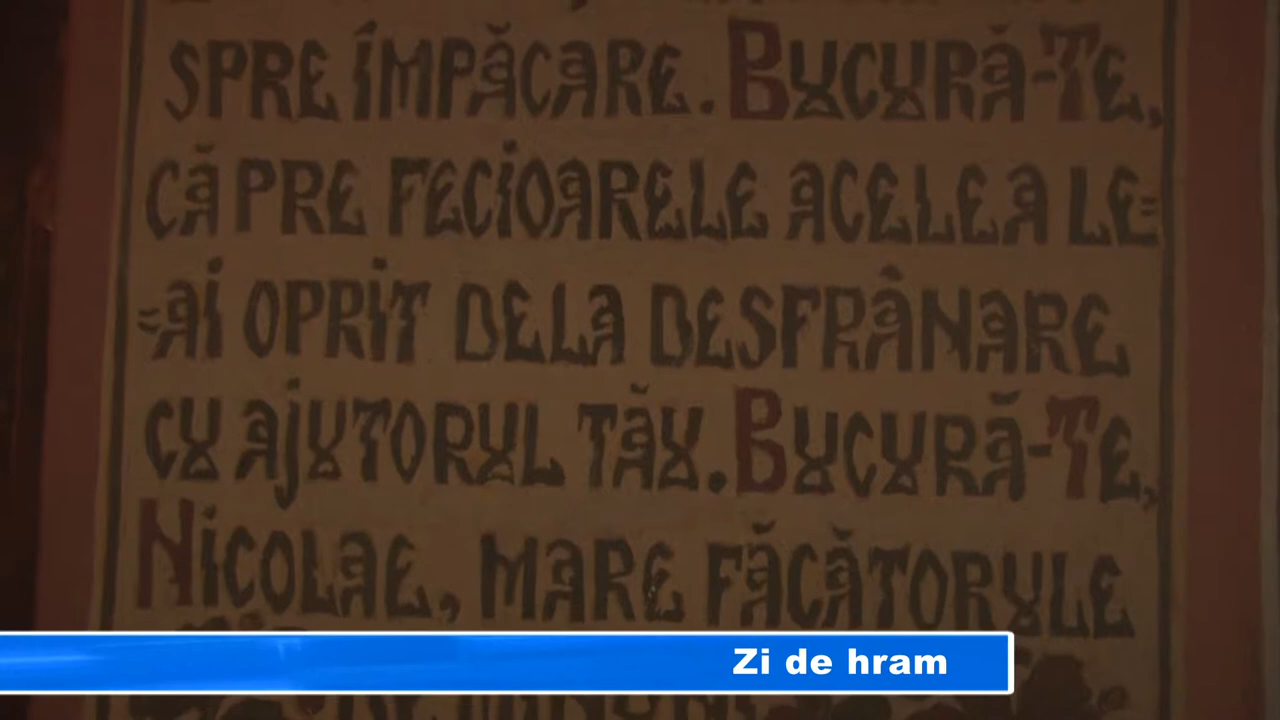 SPRE ÎMPĂCARE. BUCURĂ-TE,
CĂ PRE FECIOARELE ACELEA LE=
=AI OPRIT DELA DESFRÂNARE
CU AJUTORUL TĂU. BUCURĂ-TE,
NICOLAE, MARE FĂCĂTORULE
Zi de hram